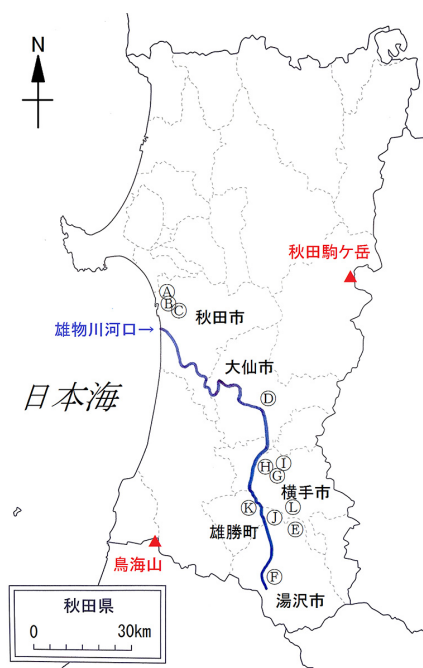 N
秋田駒ケ岳
Ⓐ
Ⓑ Ⓒ
秋田市
雄物川河口→
大仙市
日本海
Ⓓ
Ⓗ Ⓘ
Ⓖ
横手市
Ⓚ Ⓛ
Ⓙ
雄勝町 Ⓔ
鳥海山
Ⓕ
湯沢市
秋田県
0 30km